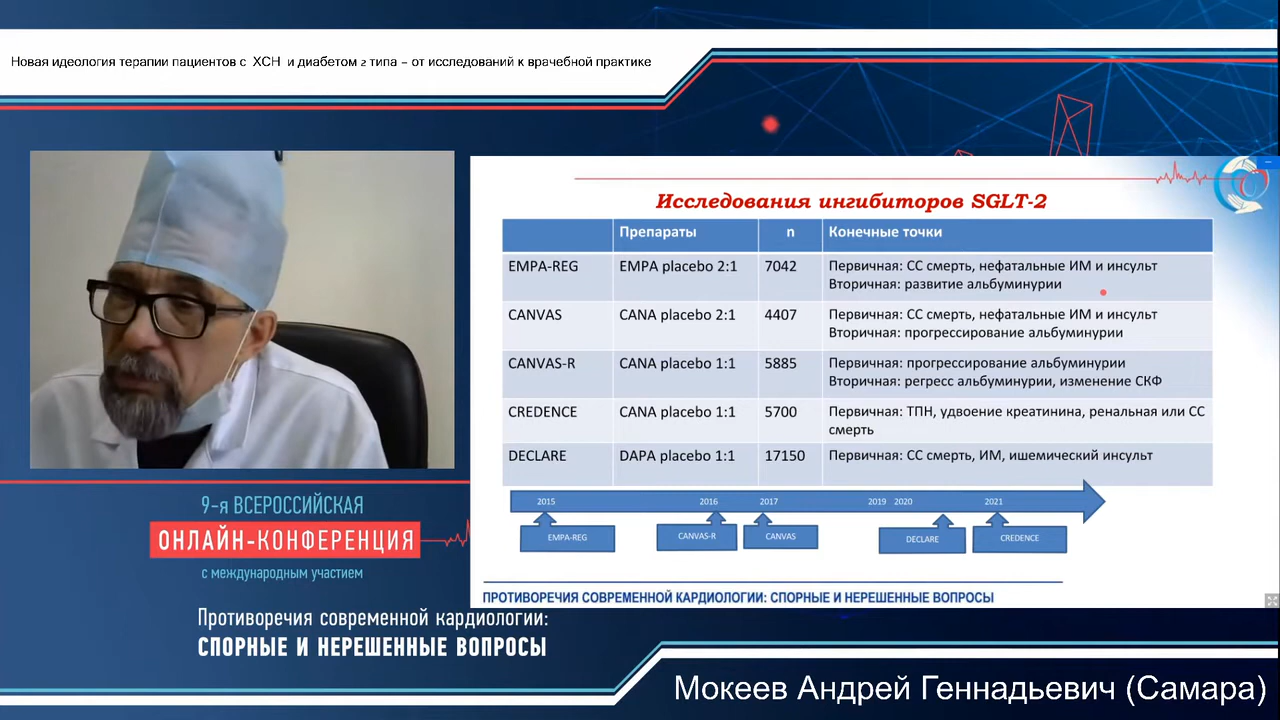 Новая идеология терапии пациентов с ХСН и диабетом 2 типа – от исследований к врачебной практике
Исследования ингибиторов SGLT-2
Препараты n Конечные точки
EMPA-REG EMPA placebo 2:1 7042 Первичная: СС смерть, нефатальные ИМ и инсульт
Вторичная: развитие альбуминурии
CANVAS CANA placebo 2:1 4407 Первичная: СС смерть, нефатальные ИМ и инсульт
Вторичная: прогрессирование альбуминурии
CANVAS-R CANA placebo 1:1 5885 Первичная: прогрессирование альбуминурии
Вторичная: регресс альбуминурии, изменение СКФ
CREDENCE CANA placebo 1:1 5700 Первичная: ТПН, удвоение креатинина, ренальная или СС
смерть
DECLARE DAPA placebo 1:1 17150 Первичная: СС смерть, ИМ, ишемический инсульт
2015 2016 2017 2019 2020 2021
EMPA-REG CANVAS-R CANVAS DECLARE CREDENCE
ПРОТИВОРЕЧИЯ СОВРЕМЕННОЙ КАРДИОЛОГИИ: СПОРНЫЕ И НЕРЕШЕННЫЕ ВОПРОСЫ
9-я ВСЕРОССИЙСКАЯ
ОНЛАЙН-КОНФЕРЕНЦИЯ
с международным участием
Противоречия современной кардиологии:
СПОРНЫЕ И НЕРЕШЕННЫЕ ВОПРОСЫ
Мокеев Андрей Геннадьевич (Самара)